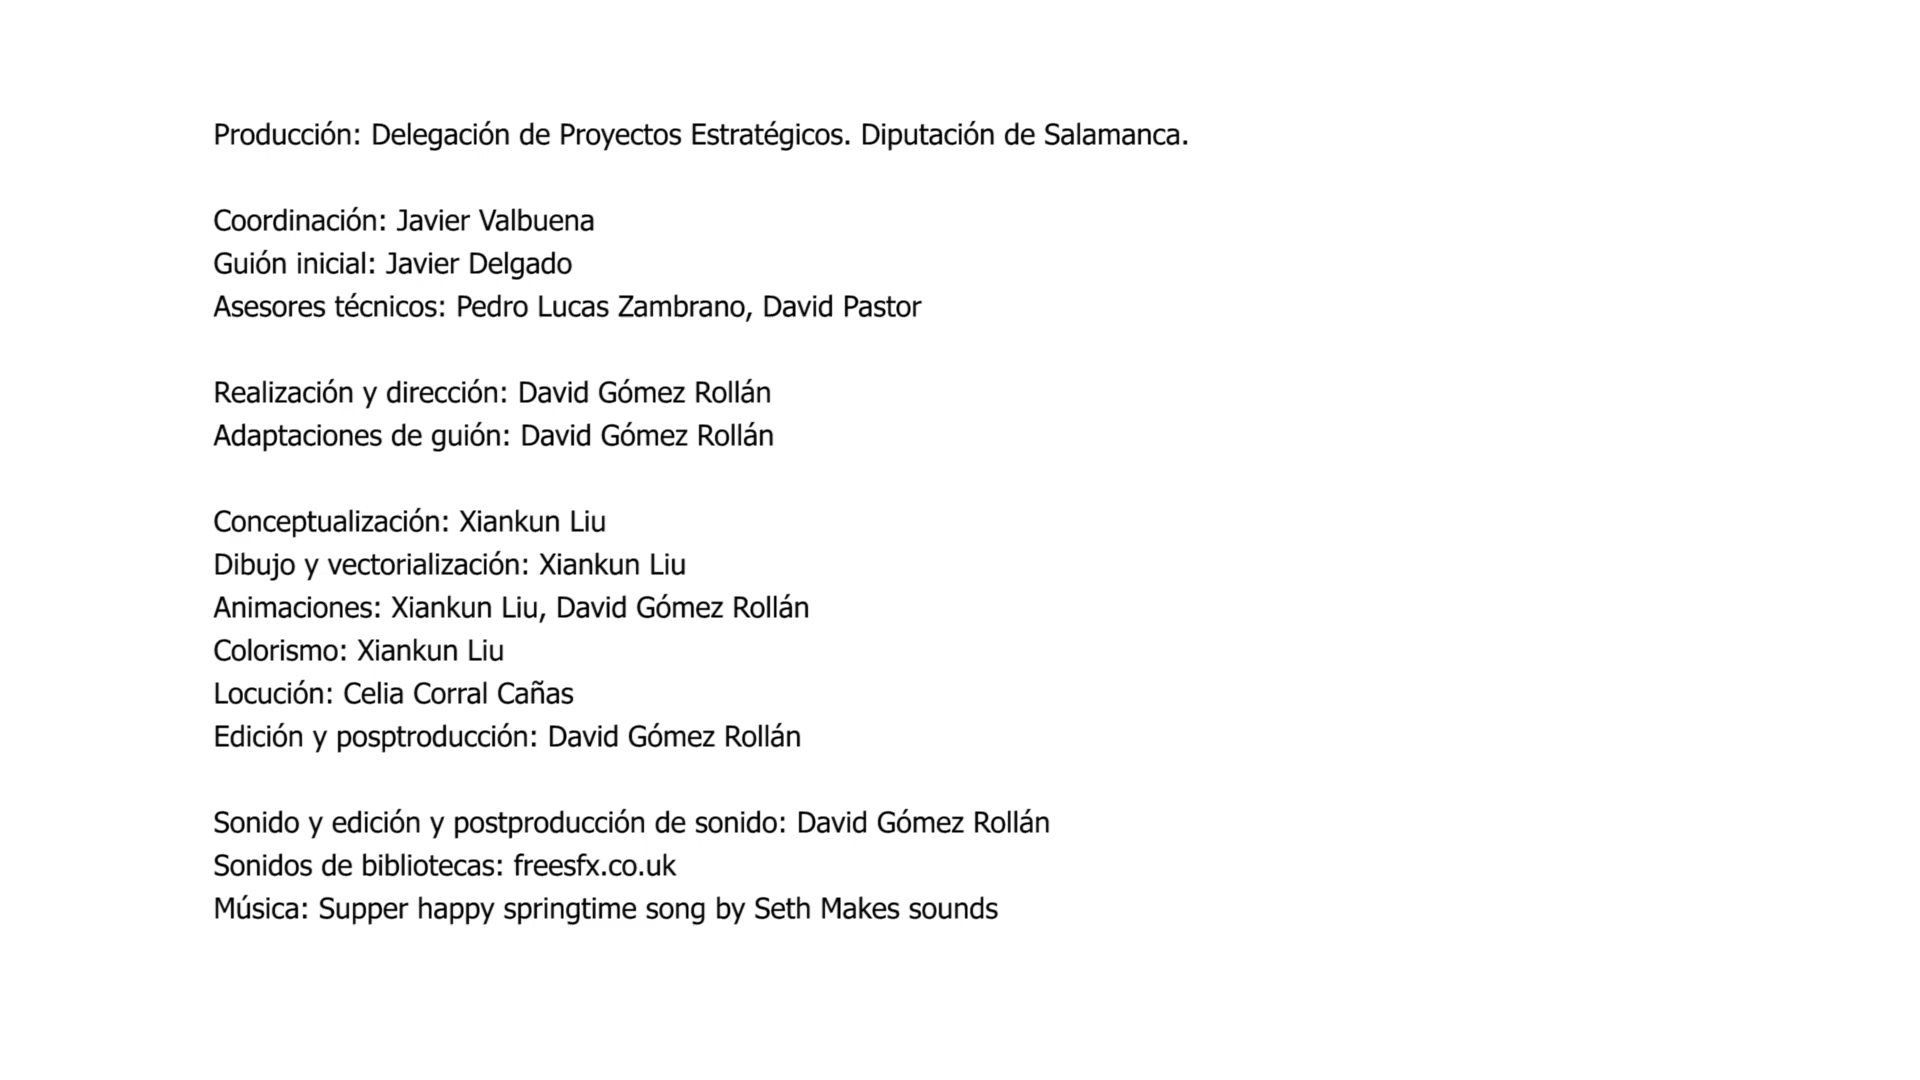 Producción: Delegación de Proyectos Estratégicos. Diputación de Salamanca.
Coordinación: Javier Valbuena
Guión inicial: Javier Delgado
Asesores técnicos: Pedro Lucas Zambrano, David Pastor
Realización y dirección: David Gómez Rollán
Adaptaciones de guión: David Gómez Rollán
Conceptualización: Xiankun Liu
Dibujo y vectorialización: Xiankun Liu
Animaciones: Xiankun Liu, David Gómez Rollán
Colorismo: Xiankun Liu
Locución: Celia Corral Cañas
Edición y posptroducción: David Gómez Rollán
Sonido y edición y postproducción de sonido: David Gómez Rollán
Sonidos de bibliotecas: freesfx.co.uk
Música: Supper happy springtime song by Seth Makes sounds